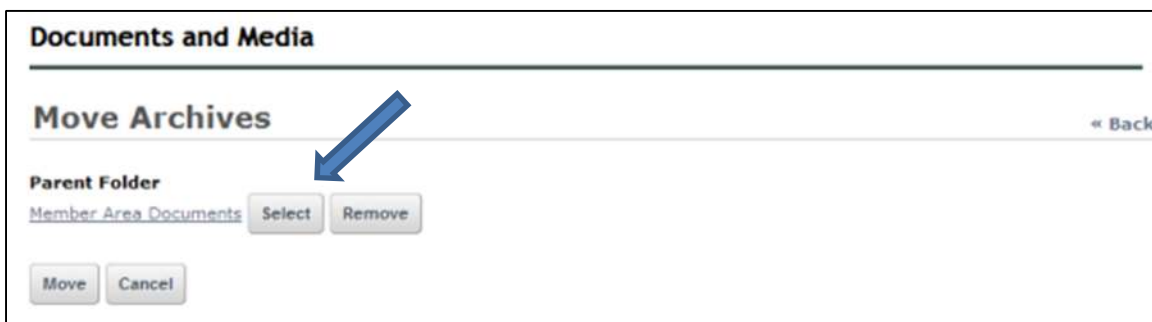 Documents and Media
Move Archives
« Back
Parent Folder
Member Area Documents Select Remove
Move Cancel